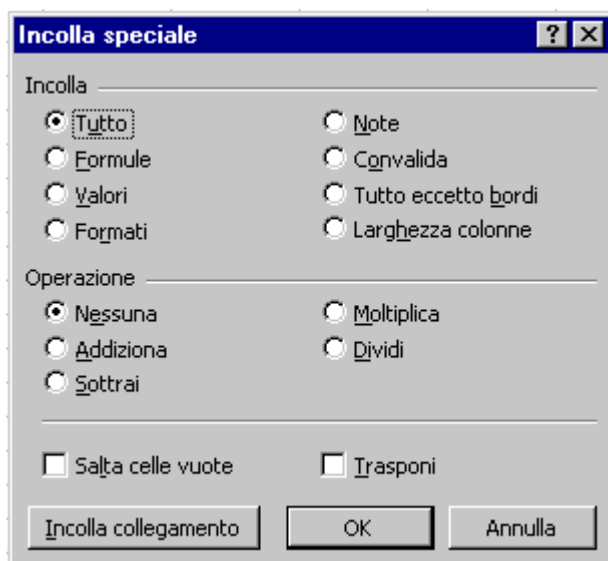 Incolla speciale ? X
Incolla
Tutto Note
Formule Convalida
Valori Tutto eccetto bordi
Formati Larghezza colonne
Operazione
Nessuna Moltiplica
Addiziona Dividi
Sottrai
Salta celle vuote Trasponi
Incolla collegamento OK Annulla